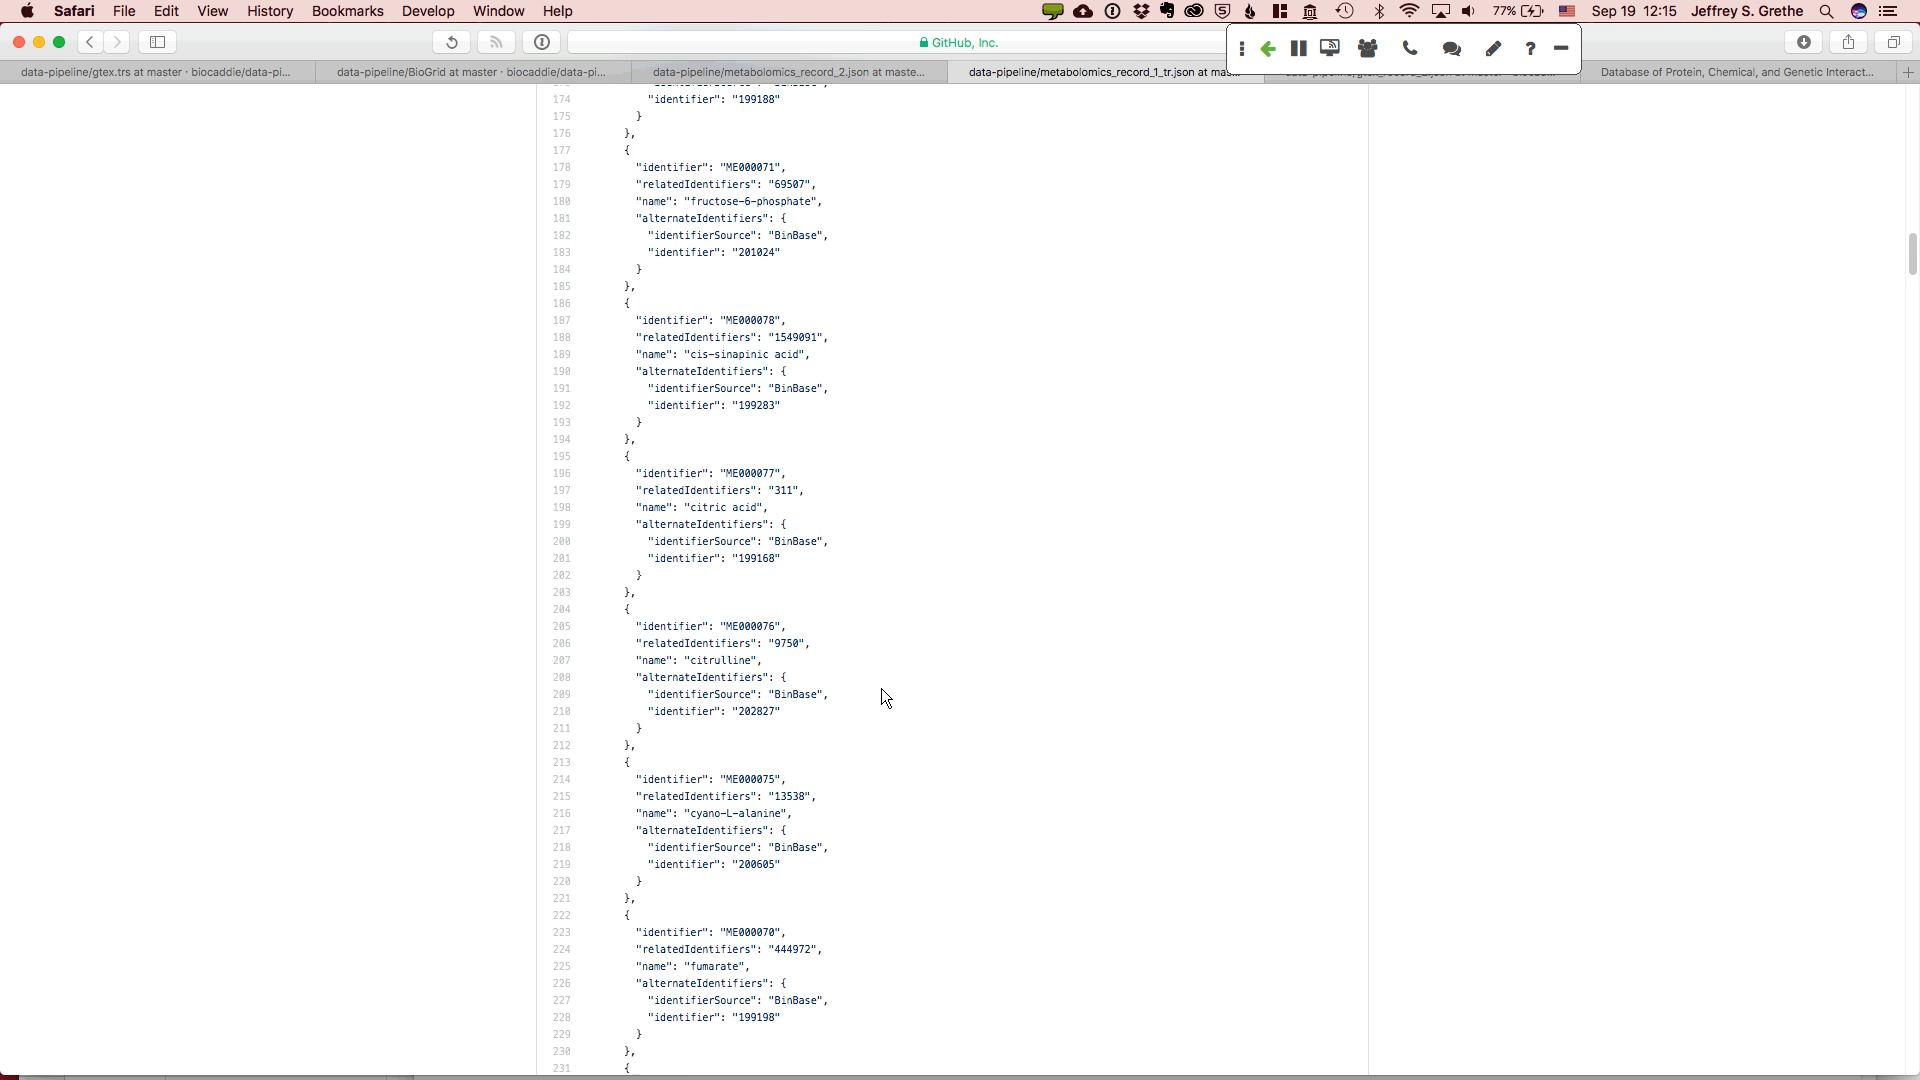 Safari File Edit View History Bookmarks Develop Window Help 77% Sep 19 12:15 Jeffrey S. Grethe
GitHub, Inc.
data-pipeline/gtex.trs at master · biocaddie/data-pi... data-pipeline/BioGrid at master · biocaddie/data-pi... data-pipeline/metabolomics_record_2.json at maste... data-pipeline/metabolomics_record_1_tr.json at mas... Database of Protein, Chemical, and Genetic Interact...
174 "identifier": "199188"
175 }
176 },
177 {
178 "identifier": "ME000071",
179 "relatedIdentifiers": "69507",
180 "name": "fructose-6-phosphate",
181 "alternateIdentifiers": {
182 "identifierSource": "BinBase",
183 "identifier": "201024"
184 }
185 },
186 {
187 "identifier": "ME000078",
188 "relatedIdentifiers": "1549091",
189 "name": "cis-sinapinic acid",
190 "alternateIdentifiers": {
191 "identifierSource": "BinBase",
192 "identifier": "199283"
193 }
194 },
195 {
196 "identifier": "ME000077",
197 "relatedIdentifiers": "311",
198 "name": "citric acid",
199 "alternateIdentifiers": {
200 "identifierSource": "BinBase",
201 "identifier": "199168"
202 }
203 },
204 {
205 "identifier": "ME000076",
206 "relatedIdentifiers": "9750",
207 "name": "citrulline",
208 "alternateIdentifiers": {
209 "identifierSource": "BinBase",
210 "identifier": "202827"
211 }
212 },
213 {
214 "identifier": "ME000075",
215 "relatedIdentifiers": "13538",
216 "name": "cyano-L-alanine",
217 "alternateIdentifiers": {
218 "identifierSource": "BinBase",
219 "identifier": "200605"
220 }
221 },
222 {
223 "identifier": "ME000070",
224 "relatedIdentifiers": "444972",
225 "name": "fumarate",
226 "alternateIdentifiers": {
227 "identifierSource": "BinBase",
228 "identifier": "199198"
229 }
230 },
231 {